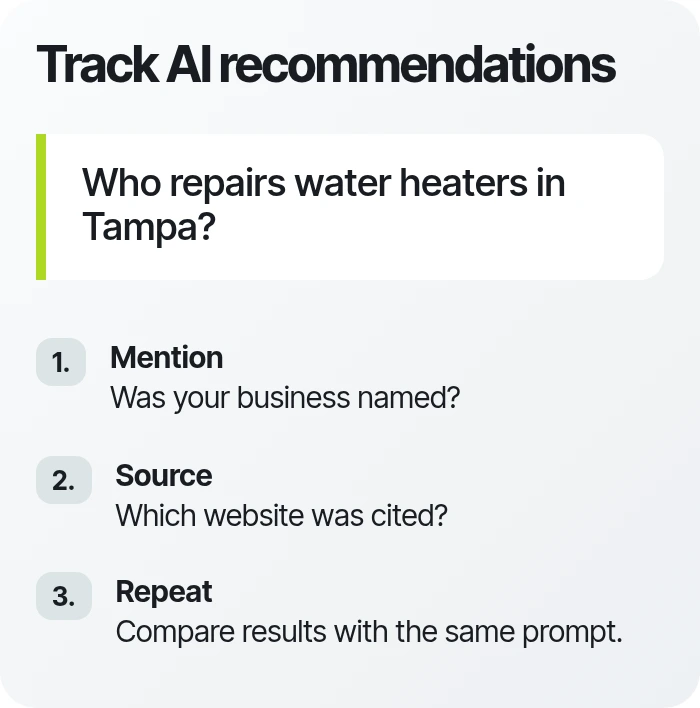 Track AI recommendations
Who repairs water heaters in
Tampa?
1. Mention
Was your business named?
2. Source
Which website was cited?
3. Repeat
Compare results with the same prompt.